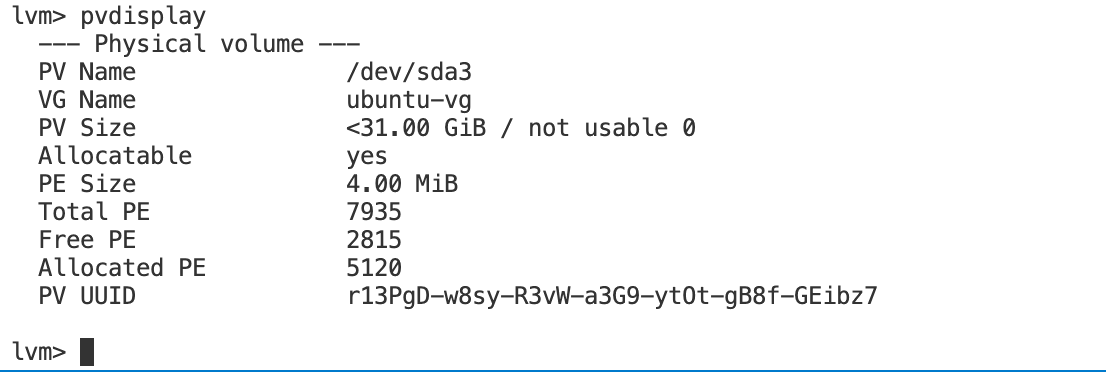 lvm> pvdisplay
--- Physical volume ---
PV Name /dev/sda3
VG Name ubuntu-vg
PV Size <31.00 GiB / not usable 0
Allocatable yes
PE Size 4.00 MiB
Total PE 7935
Free PE 2815
Allocated PE 5120
PV UUID r13PgD-w8sy-R3vW-a3G9-ytOt-gB8f-GEibz7
lvm>